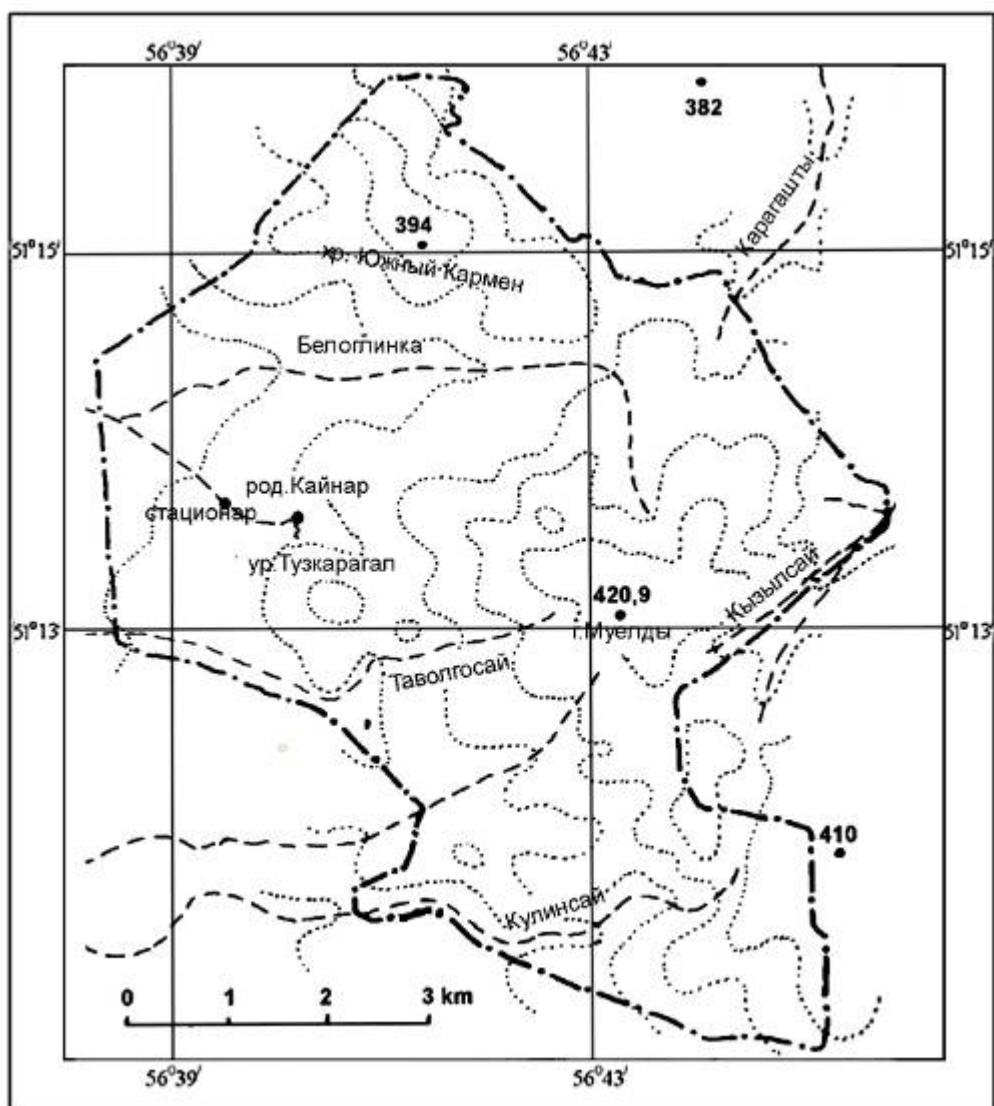 56°39′ 56°43′
382
Карагашты
394
51°15′ 51°15′
хр. Южный Кармен
Белоглинка
род.Кайнар
стационар
ур.Тузкарагал
Кызылсай
420,9
51°13′ 51°13′
г.Муелды
Таволгосай
410
Кулинсай
0 1 2 3 km
56°39′ 56°43′